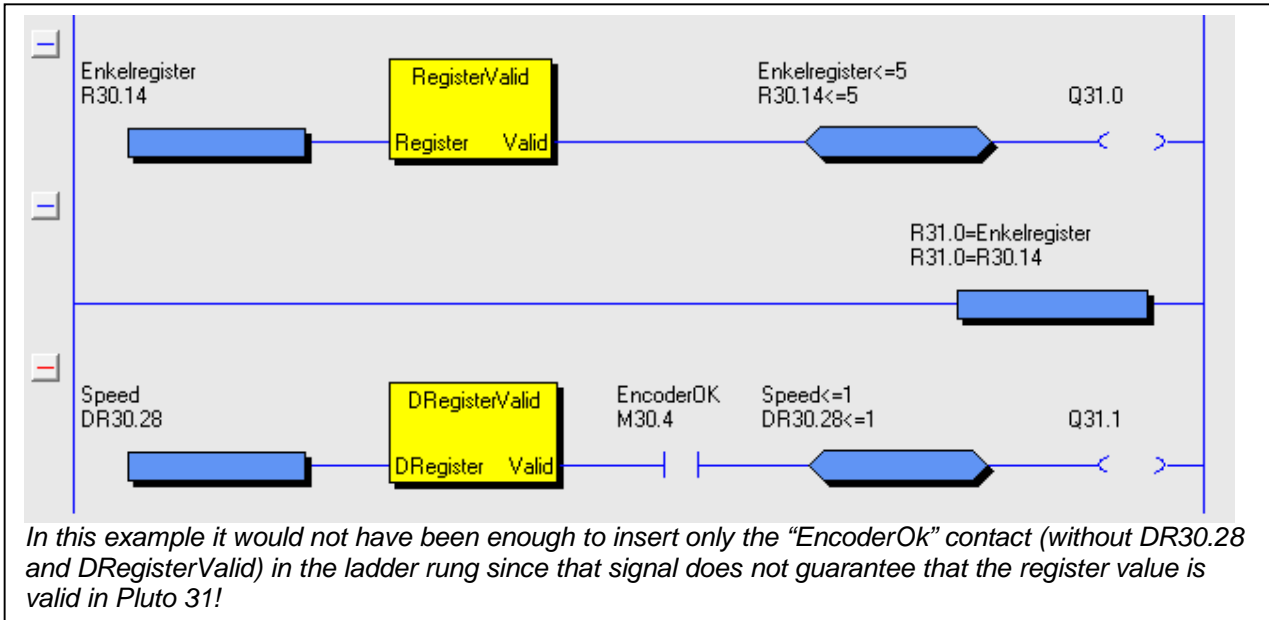 Enkelregister
R30.14
RegisterValid
Register Valid
Enkelregister<=5
R30.14<=5
Q31.0
R31.0=Enkelregister
R31.0=R30.14
Speed
DR30.28
DRegisterValid
DRegister Valid
EncoderOK
M30.4
Speed<=1
DR30.28<=1
Q31.1
In this example it would not have been enough to insert only the “EncoderOk” contact (without DR30.28
and DRegisterValid) in the ladder rung since that signal does not guarantee that the register value is
valid in Pluto 31!